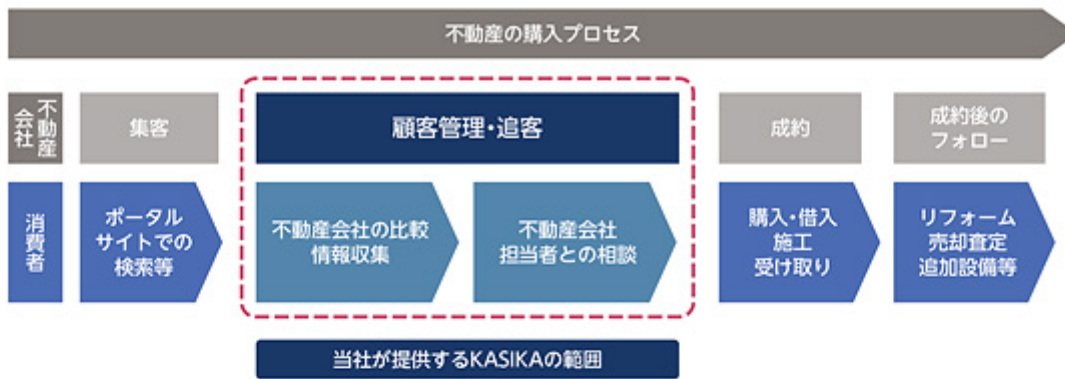 不動産の購入プロセス
不動産
会社
集客
顧客管理・追客
成約
成約後の
フォロー
消費者
ポータル
サイトでの
検索等
不動産会社の比較
情報収集
不動産会社
担当者との相談
購入・借入
施工
受け取り
リフォーム
売却査定
追加設備等
当社が提供するKASIKAの範囲